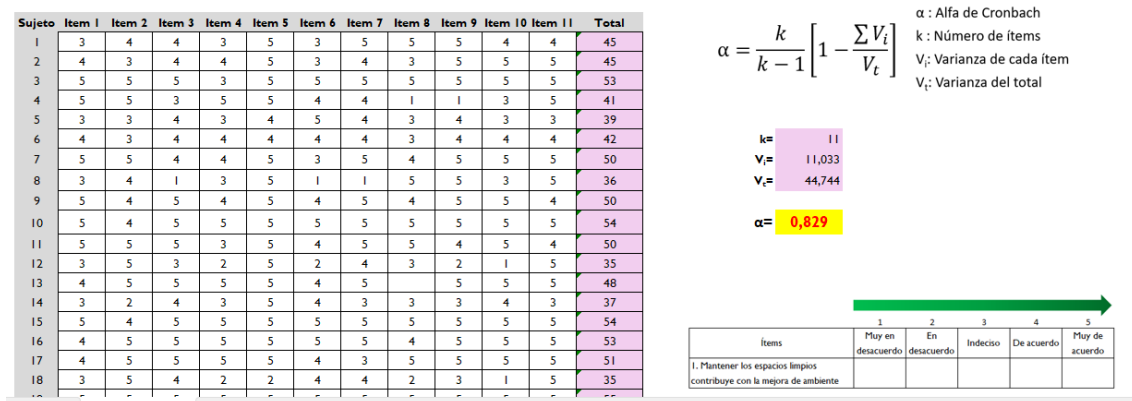 Sujeto Item 1 Item 2 Item 3 Item 4 Item 5 Item 6 Item 7 Item 8 Item 9 Item 10 Item 11 Total
1 3 4 4 3 5 3 5 5 5 4 4 45
2 4 3 4 4 5 3 4 3 5 5 5 45
3 5 5 5 3 5 5 5 5 5 5 5 53
4 5 5 3 5 5 4 4 1 1 3 5 41
5 3 3 4 3 4 5 4 3 4 3 3 39
6 4 3 4 4 4 4 4 3 4 4 4 42
7 5 5 4 4 5 3 5 4 5 5 5 50
8 3 4 1 3 5 1 1 5 5 3 5 36
9 5 4 5 4 5 4 5 4 5 5 4 50
10 5 4 5 5 5 5 5 5 5 5 5 54
11 5 5 5 3 5 4 5 5 4 5 4 50
12 3 5 3 2 5 2 4 3 2 1 5 35
13 4 5 5 5 5 4 5 5 5 5 48
14 3 2 4 3 5 4 3 3 3 4 3 37
15 5 4 5 5 5 5 5 5 5 5 5 54
16 4 5 5 5 5 5 5 4 5 5 5 53
17 4 5 5 5 5 4 3 5 5 5 5 51
18 3 5 4 2 2 4 4 2 3 1 5 35
α = k/(k − 1) [1 − ∑ Vi / Vt]
α : Alfa de Cronbach
k : Número de ítems
Vi: Varianza de cada ítem
Vt: Varianza del total
k= 11
Vi= 11,033
Vt= 44,744
α= 0,829
1 2 3 4 5
Ítems Muy en desacuerdo En desacuerdo Indeciso De acuerdo Muy de acuerdo
1. Mantener los espacios limpios
contribuye con la mejora de ambiente